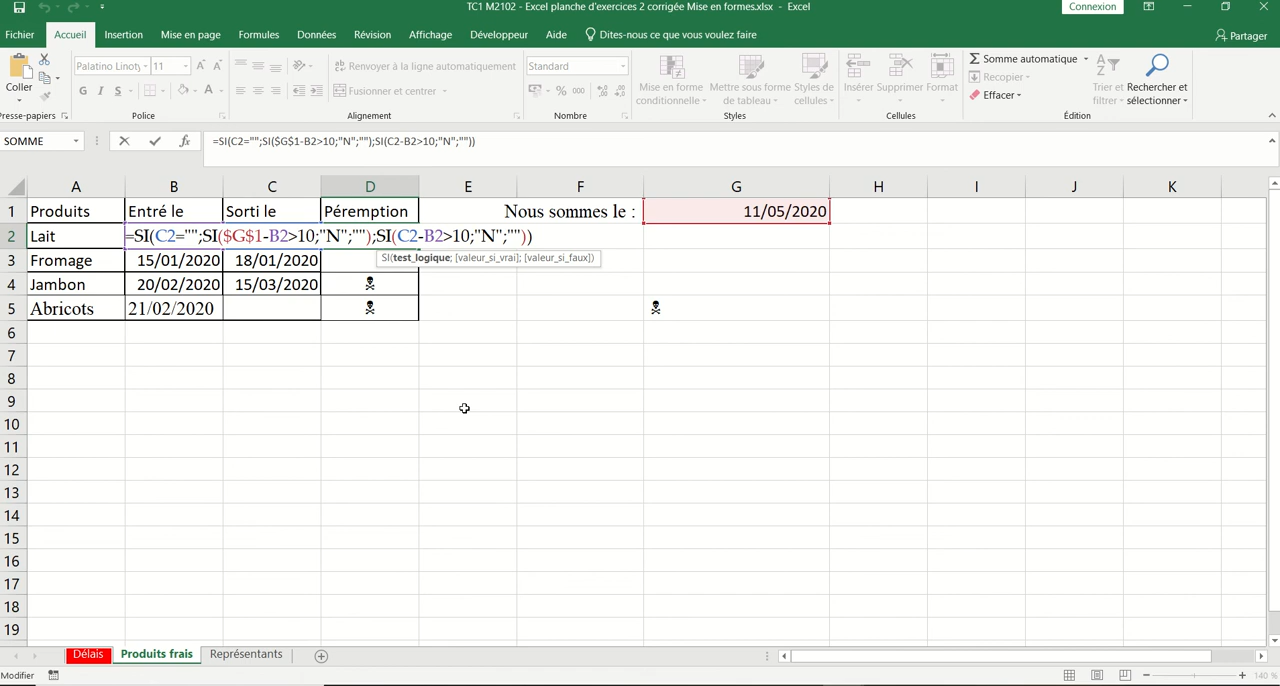 TC1 M2102 - Excel planche d'exercices 2 corrigée Mise en formes.xlsx - Excel
Connexion
Fichier Accueil Insertion Mise en page Formules Données Révision Affichage Développeur Aide Dites-nous ce que vous voulez faire Partager
Coller
Palatino Linoty 11
Renvoyer à la ligne automatiquement
Standard
Mise en forme conditionnelle
Mettre sous forme de tableau
Styles de cellules
Insérer Supprimer Format
Somme automatique
Recopier
Effacer
Trier et filtrer
Rechercher et sélectionner
G I S
Fusionner et centrer
% 000
Presse-papiers Police Alignement Nombre Styles Cellules Édition
SOMME fx =SI(C2="";SI($G$1-B2>10;"N";"");SI(C2-B2>10;"N";""))
A B C D E F G H I J K
1 Produits Entré le Sorti le Péremption Nous sommes le : 11/05/2020
2 Lait =SI(C2="";SI($G$1-B2>10;"N";"");SI(C2-B2>10;"N";""))
SI(test_logique; [valeur_si_vrai]; [valeur_si_faux])
3 Fromage 15/01/2020 18/01/2020
4 Jambon 20/02/2020 15/03/2020 ☠
5 Abricots 21/02/2020 ☠ ☠
6
7
8
9
10
11
12
13
14
15
16
17
18
19
Délais Produits frais Représentants
Modifier 140 %